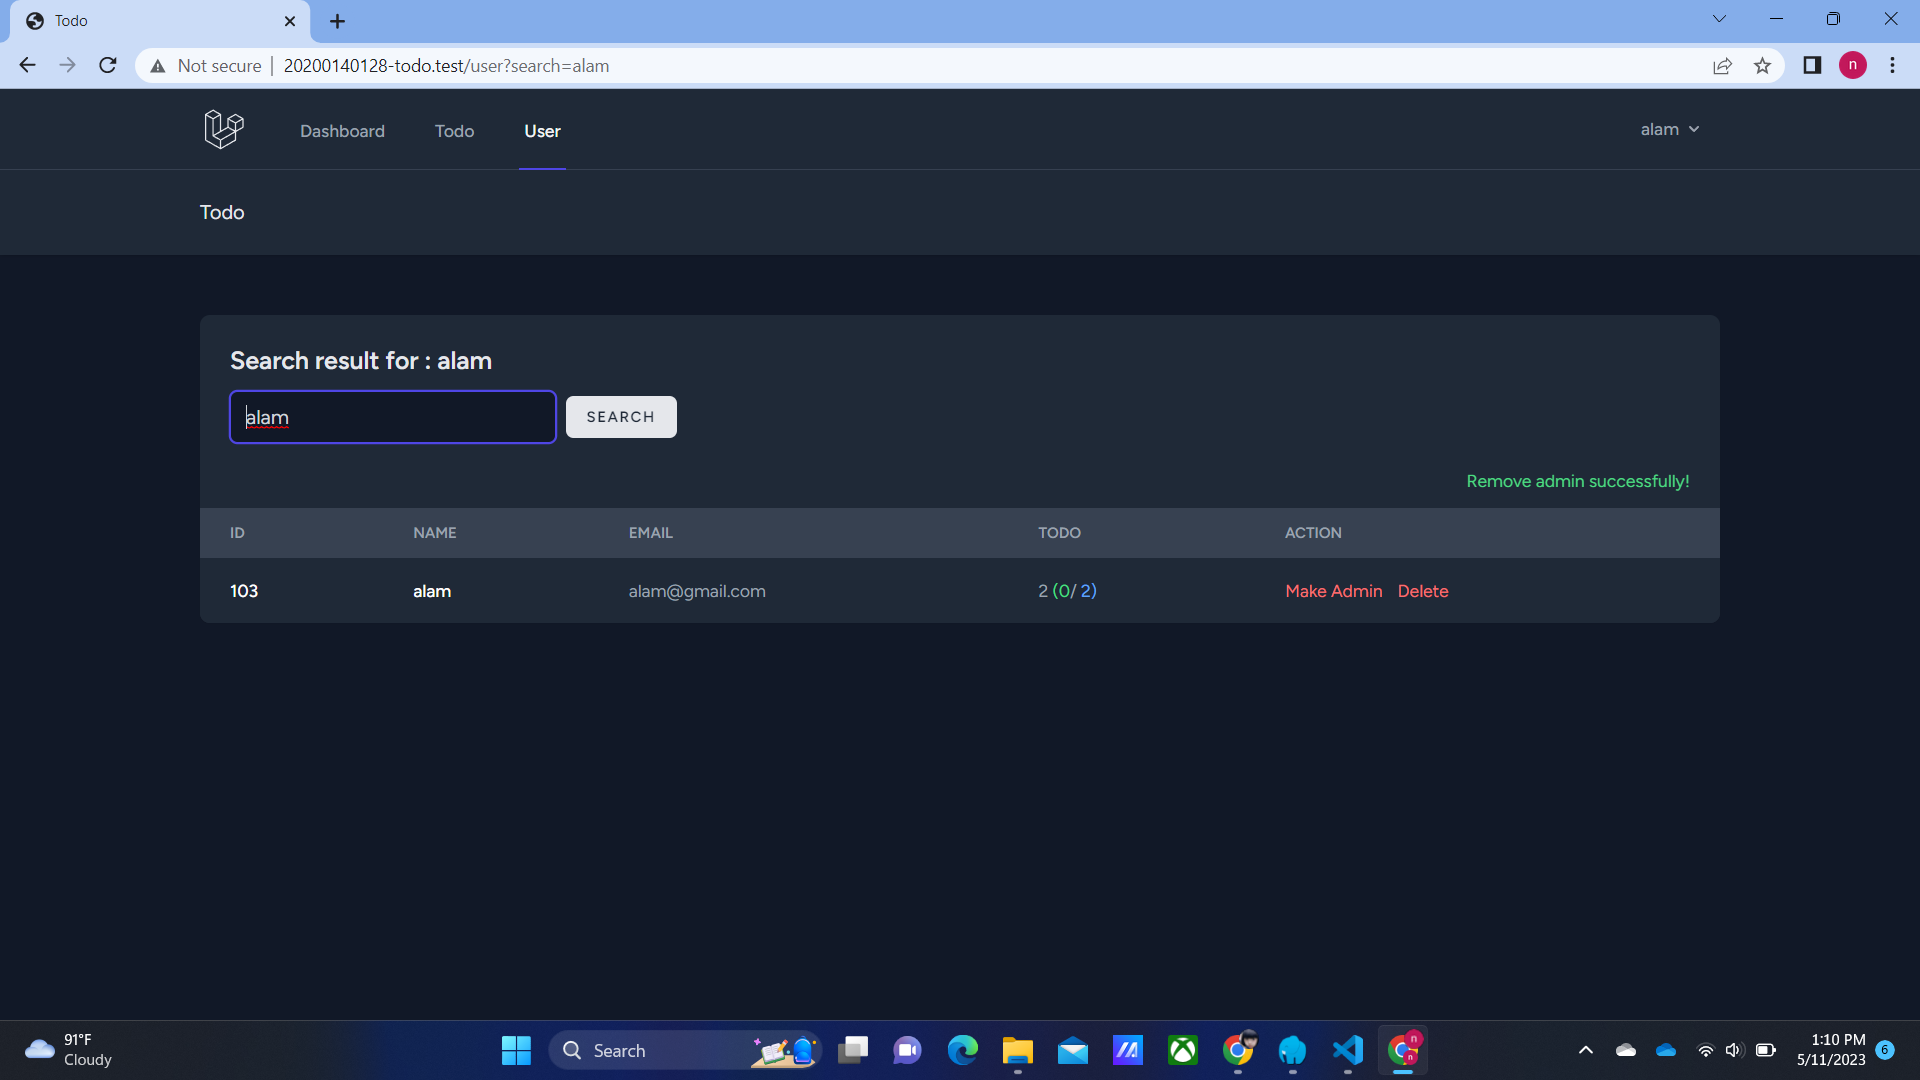 Todo
Not secure
20200140128-todo.test/user?search=alam
n
Dashboard
Todo
User
alam
Todo
Search result for : alam
alam
SEARCH
Remove admin successfully!
ID NAME EMAIL TODO ACTION
103 alam alam@gmail.com 2 (0/ 2) Make Admin Delete
91°F
Cloudy
Search
n
n
1:10 PM
5/11/2023
6